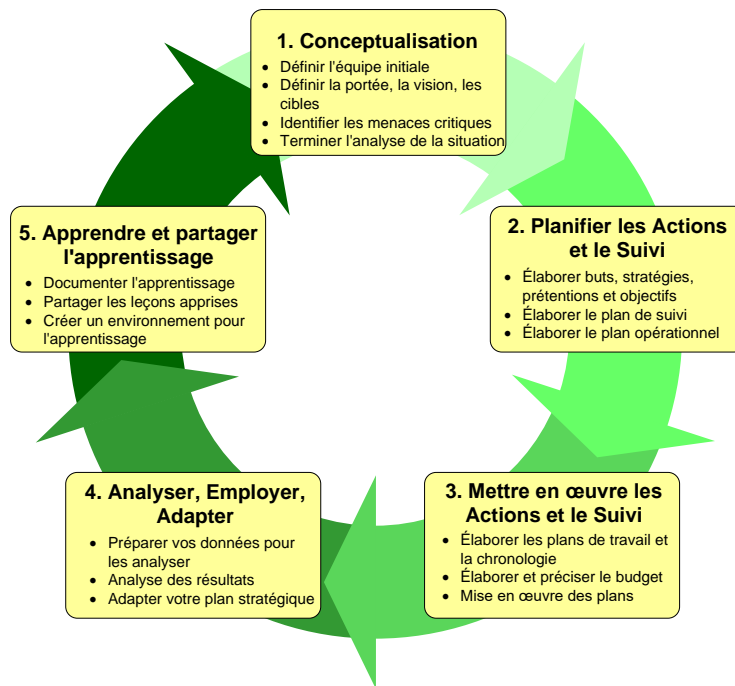 1. Conceptualisation
• Définir l'équipe initiale
• Définir la portée, la vision, les
cibles
• Identifier les menaces critiques
• Terminer l'analyse de la situation
2. Planifier les Actions
et le Suivi
• Élaborer buts, stratégies,
prétentions et objectifs
• Élaborer le plan de suivi
• Élaborer le plan opérationnel
3. Mettre en œuvre les
Actions et le Suivi
• Élaborer les plans de travail et
la chronologie
• Élaborer et préciser le budget
• Mise en œuvre des plans
4. Analyser, Employer,
Adapter
• Préparer vos données pour
les analyser
• Analyse des résultats
• Adapter votre plan stratégique
5. Apprendre et partager
l'apprentissage
• Documenter l'apprentissage
• Partager les leçons apprises
• Créer un environnement pour
l'apprentissage